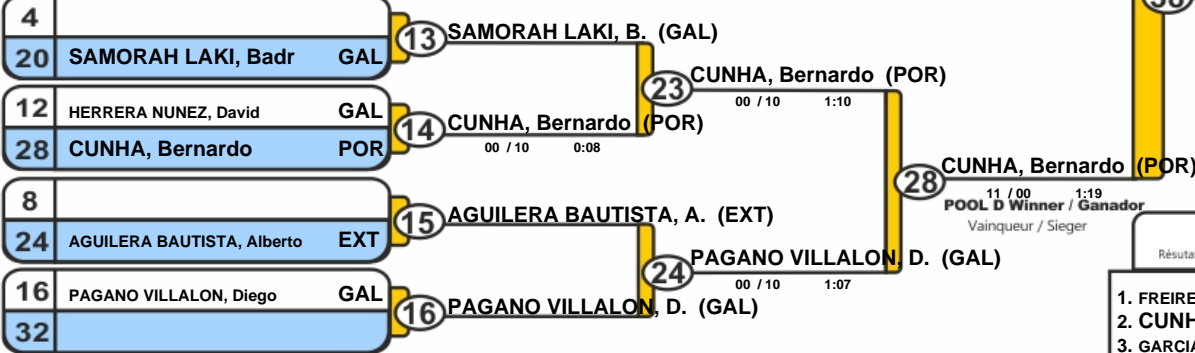 4
20 SAMORAH LAKI, Badr GAL
13 SAMORAH LAKI, B. (GAL)
12 HERRERA NUNEZ, David GAL
28 CUNHA, Bernardo POR
14 CUNHA, Bernardo (POR)
00 / 10 0:08
23 CUNHA, Bernardo (POR)
00 / 10 1:10
8
24 AGUILERA BAUTISTA, Alberto EXT
15 AGUILERA BAUTISTA, A. (EXT)
16 PAGANO VILLALON, Diego GAL
32
16 PAGANO VILLALON, D. (GAL)
24 PAGANO VILLALON, D. (GAL)
00 / 10 1:07
28 CUNHA, Bernardo (POR)
11 / 00 1:19
POOL D Winner / Ganador
Vainqueur / Sieger
1. FREIRE
2. CUNH
3. GARCIA